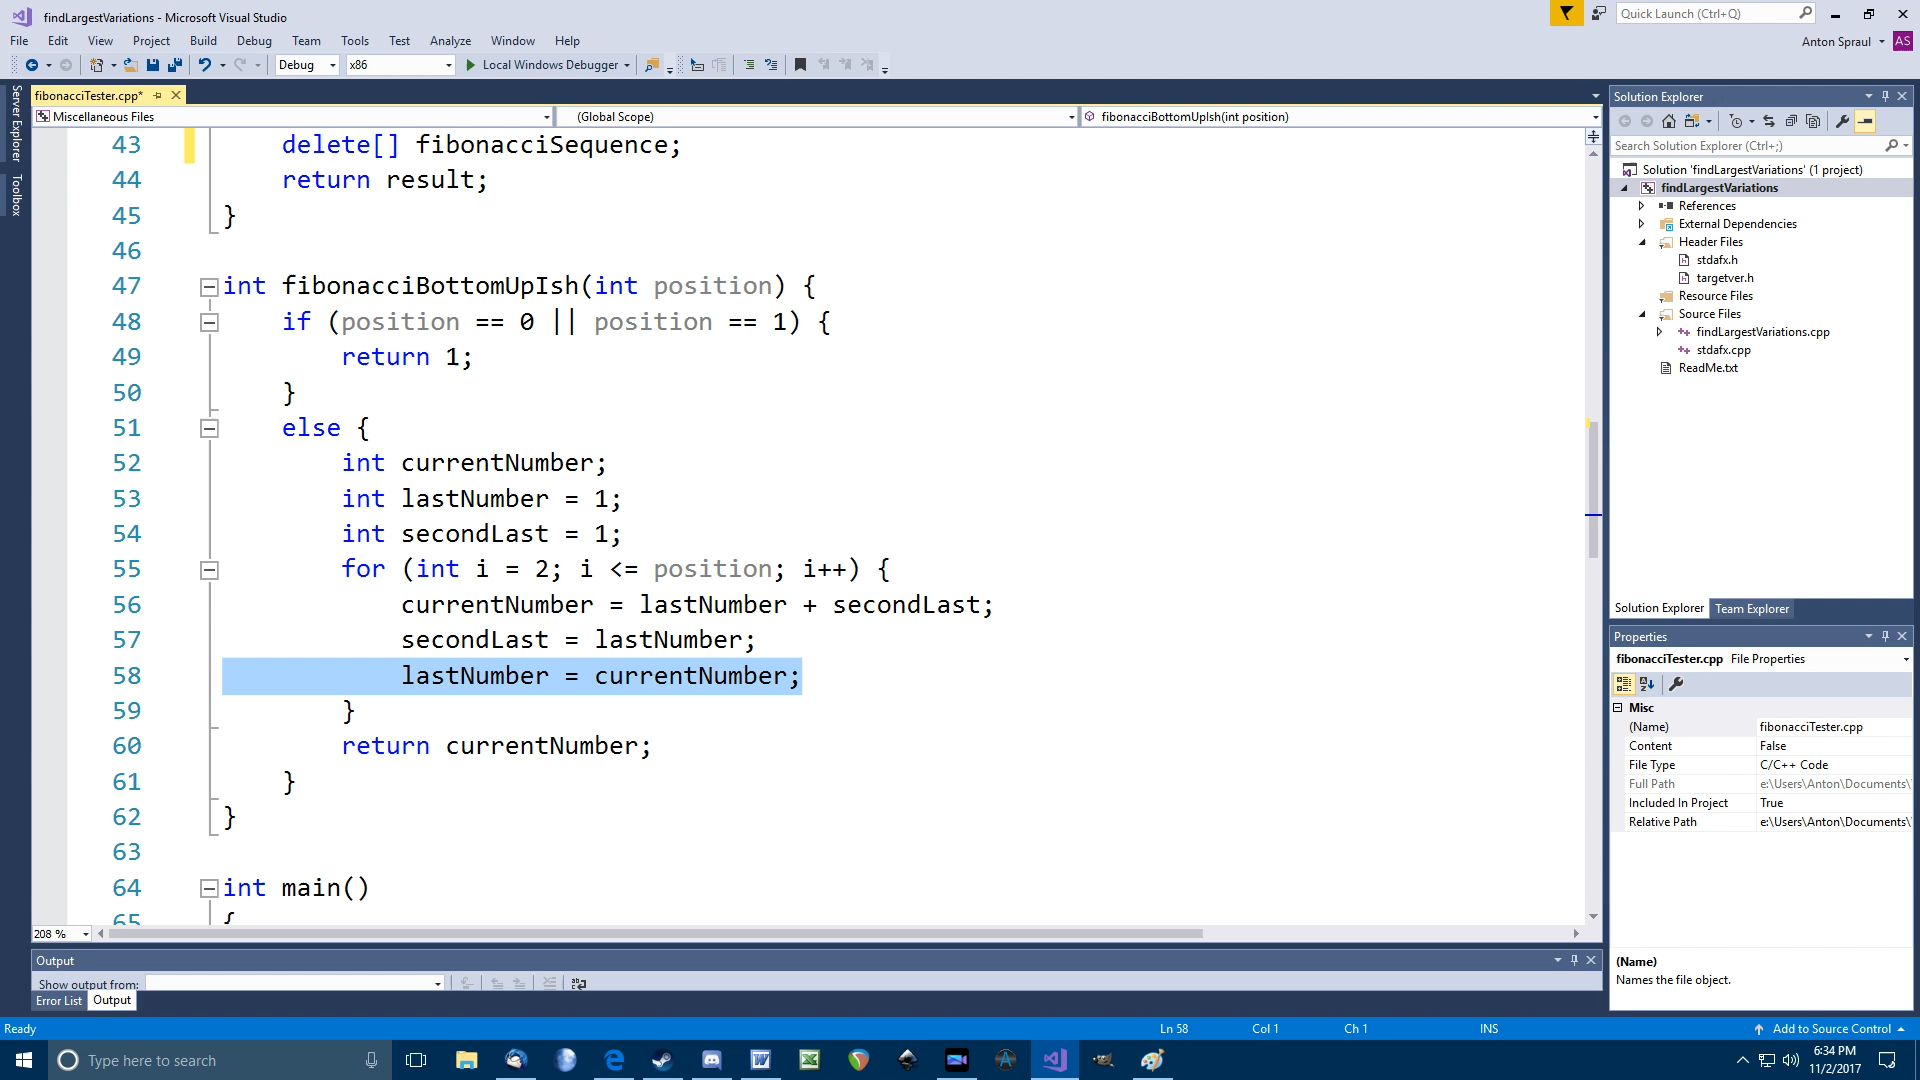 findLargestVariations - Microsoft Visual Studio
Quick Launch (Ctrl+Q)
File Edit View Project Build Debug Team Tools Test Analyze Window Help
Anton Spraul AS
Debug x86 Local Windows Debugger
Server Explorer
Toolbox
fibonacciTester.cpp*
Miscellaneous Files (Global Scope) fibonacciBottomUpIsh(int position)
43 delete[] fibonacciSequence;
44 return result;
45 }
46
47 int fibonacciBottomUpIsh(int position) {
48 if (position == 0 || position == 1) {
49 return 1;
50 }
51 else {
52 int currentNumber;
53 int lastNumber = 1;
54 int secondLast = 1;
55 for (int i = 2; i <= position; i++) {
56 currentNumber = lastNumber + secondLast;
57 secondLast = lastNumber;
58 lastNumber = currentNumber;
59 }
60 return currentNumber;
61 }
62 }
63
64 int main()
65 {
208 %
Output
Show output from:
Error List Output
Solution Explorer
Search Solution Explorer (Ctrl+;)
Solution 'findLargestVariations' (1 project)
findLargestVariations
References
External Dependencies
Header Files
stdafx.h
targetver.h
Resource Files
Source Files
findLargestVariations.cpp
stdafx.cpp
ReadMe.txt
Solution Explorer Team Explorer
Properties
fibonacciTester.cpp File Properties
Misc
(Name) fibonacciTester.cpp
Content False
File Type C/C++ Code
Full Path e:\Users\Anton\Documents\
Included In Project True
Relative Path e:\Users\Anton\Documents\
(Name)
Names the file object.
Ready Ln 58 Col 1 Ch 1 INS Add to Source Control
Type here to search
6:34 PM
11/2/2017